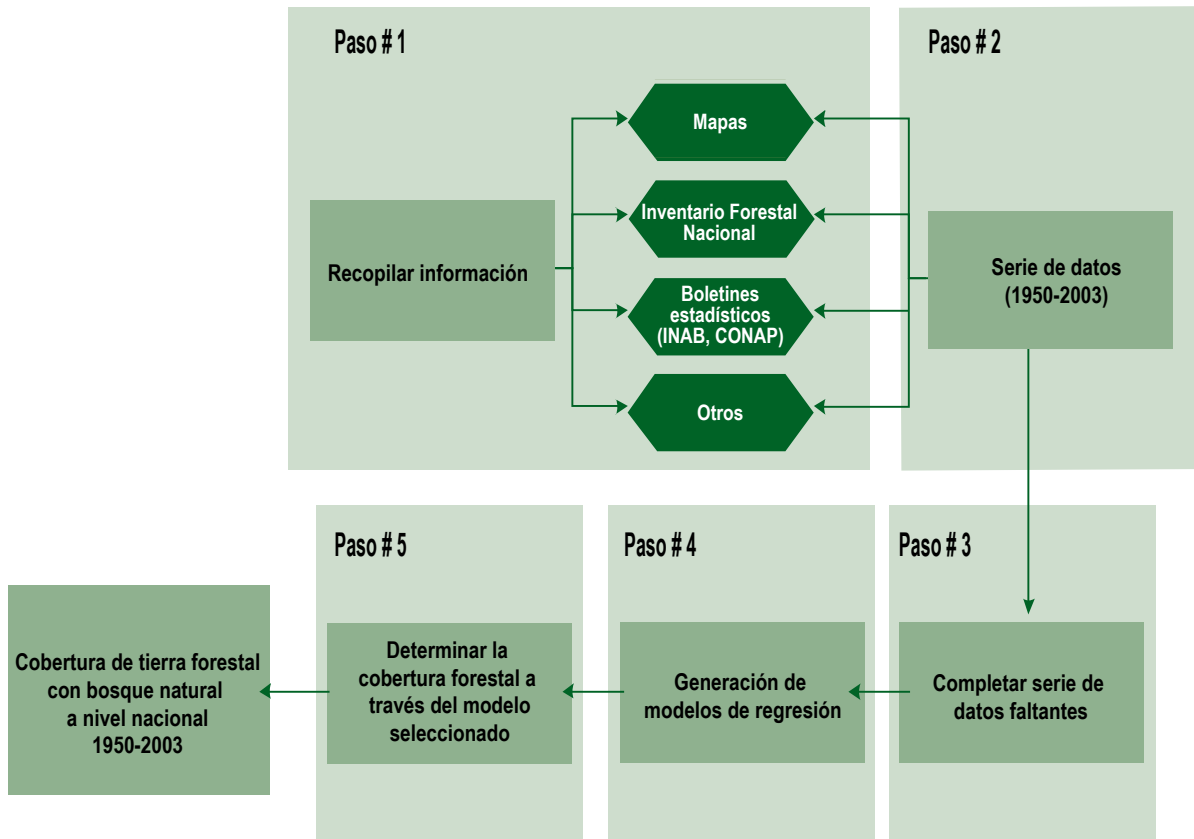 Paso # 1
Recopilar información
Mapas
Inventario Forestal
Nacional
Boletines
estadísticos
(INAB, CONAP)
Otros
Paso # 2
Serie de datos
(1950-2003)
Paso # 3
Completar serie de
datos faltantes
Paso # 4
Generación de
modelos de regresión
Paso # 5
Determinar la
cobertura forestal a
través del modelo
seleccionado
Cobertura de tierra forestal
con bosque natural
a nivel nacional
1950-2003